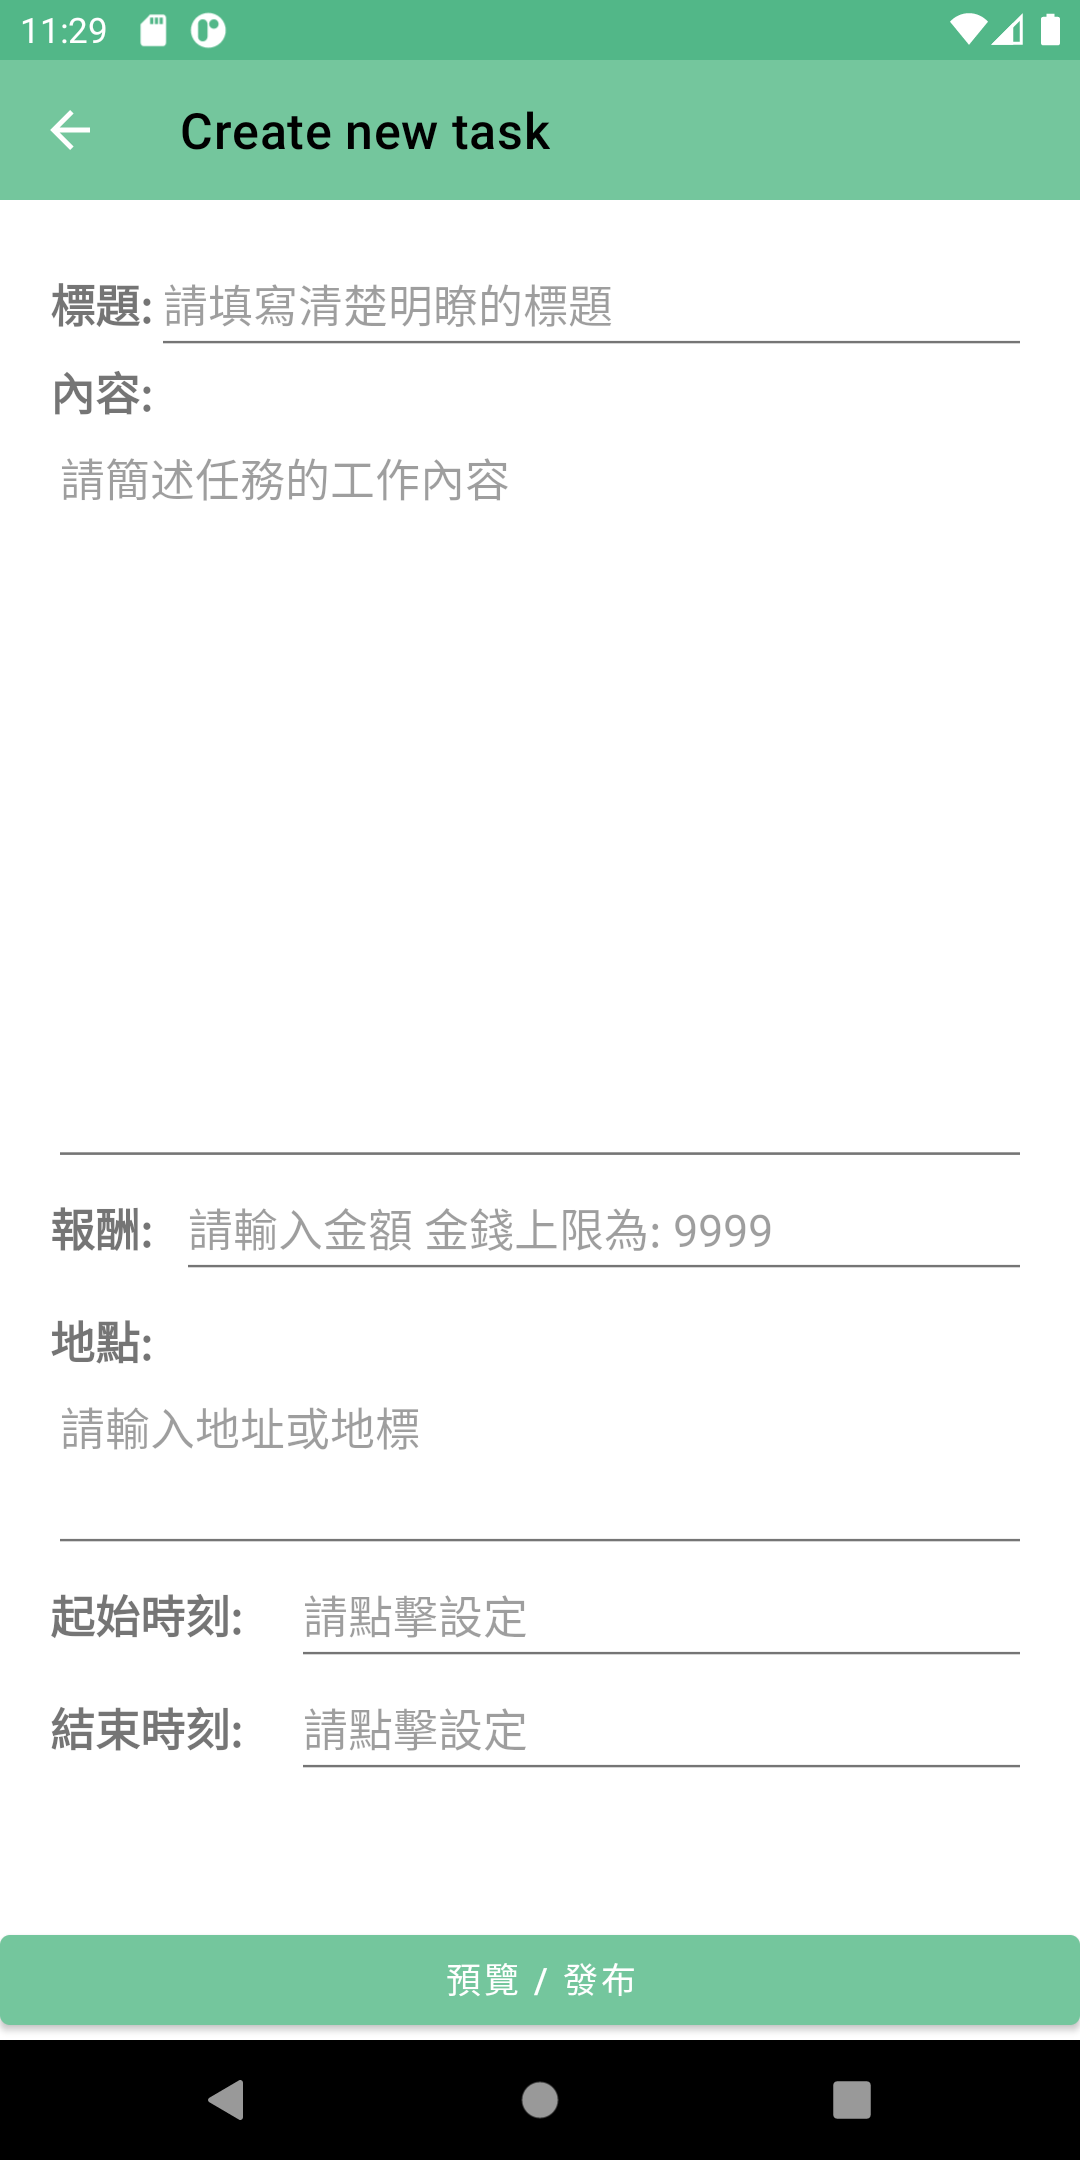 11:29
Create new task
標題: 請填寫清楚明瞭的標題
內容:
請簡述任務的工作內容
報酬: 請輸入金額 金錢上限為: 9999
地點:
請輸入地址或地標
起始時刻: 請點擊設定
結束時刻: 請點擊設定
預覽 / 發布